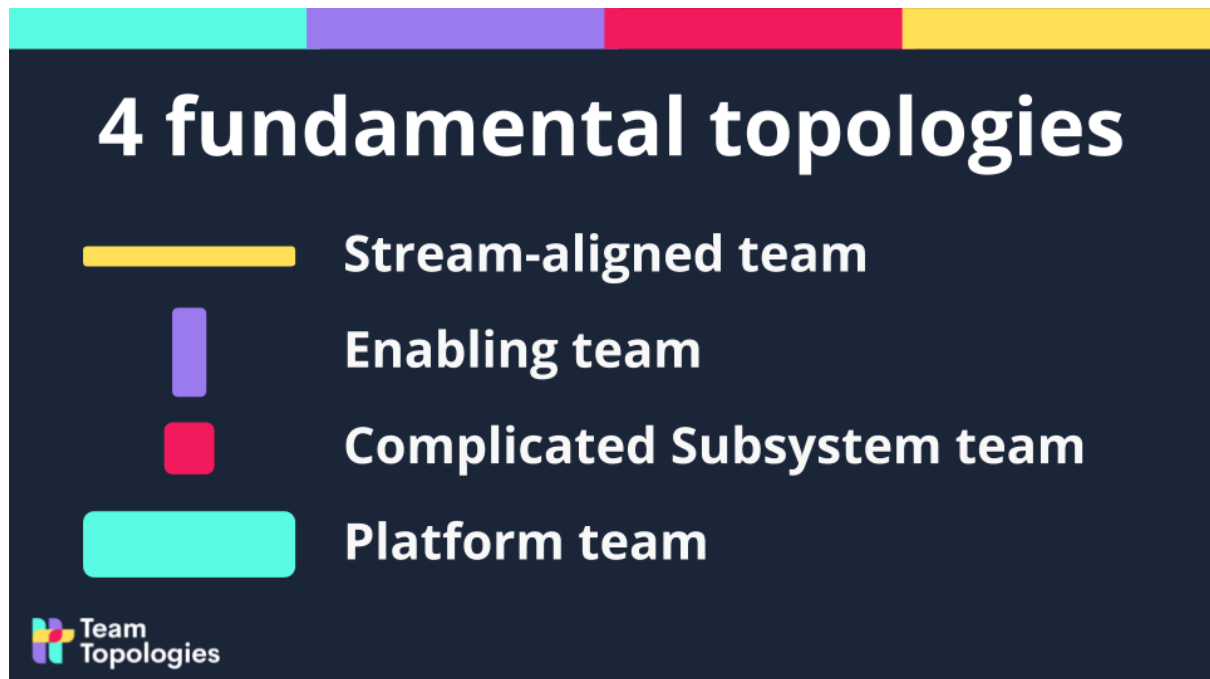 4 fundamental topologies
Stream-aligned team
Enabling team
Complicated Subsystem team
Platform team
Team
Topologies